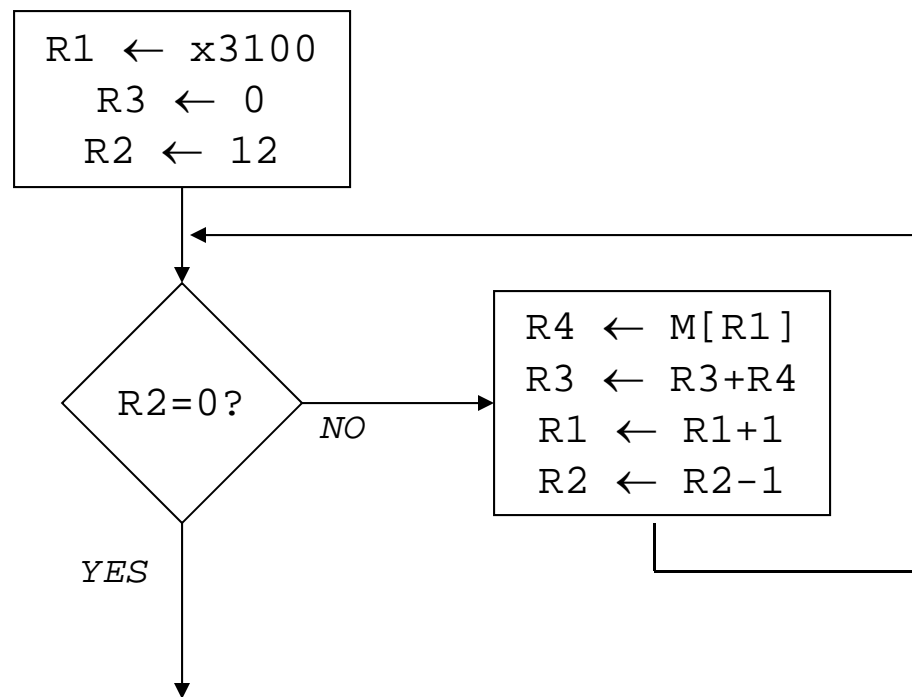 R1 ← x3100
R3 ← 0
R2 ← 12
R2=0?
NO
R4 ← M[R1]
R3 ← R3+R4
R1 ← R1+1
R2 ← R2-1
YES